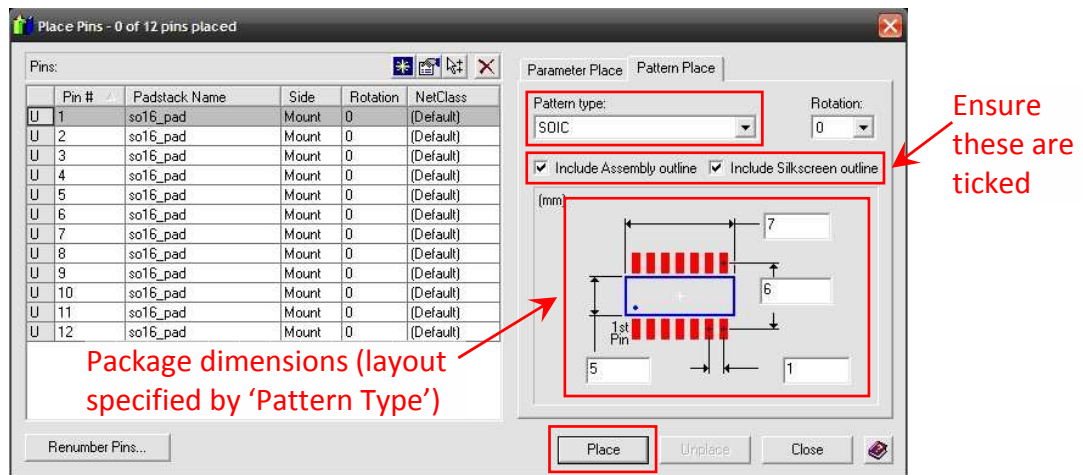 Place Pins - 0 of 12 pins placed
Pins:
Pin # Padstack Name Side Rotation NetClass
U 1 so16_pad Mount 0 (Default)
U 2 so16_pad Mount 0 (Default)
U 3 so16_pad Mount 0 (Default)
U 4 so16_pad Mount 0 (Default)
U 5 so16_pad Mount 0 (Default)
U 6 so16_pad Mount 0 (Default)
U 7 so16_pad Mount 0 (Default)
U 8 so16_pad Mount 0 (Default)
U 9 so16_pad Mount 0 (Default)
U 10 so16_pad Mount 0 (Default)
U 11 so16_pad Mount 0 (Default)
U 12 so16_pad Mount 0 (Default)
Package dimensions (layout
specified by ‘Pattern Type’)
Renumber Pins...
Parameter Place Pattern Place
Pattern type: Rotation:
SOIC 0
Include Assembly outline Include Silkscreen outline
(mm)
7
6
1st
Pin
5 1
Place Unplace Close
Ensure
these are
ticked